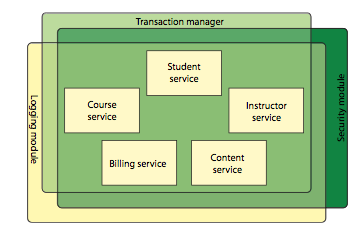 Transaction manager
Student
service
Course
service
Instructor
service
Billing service
Content
service
Logging module
Security module